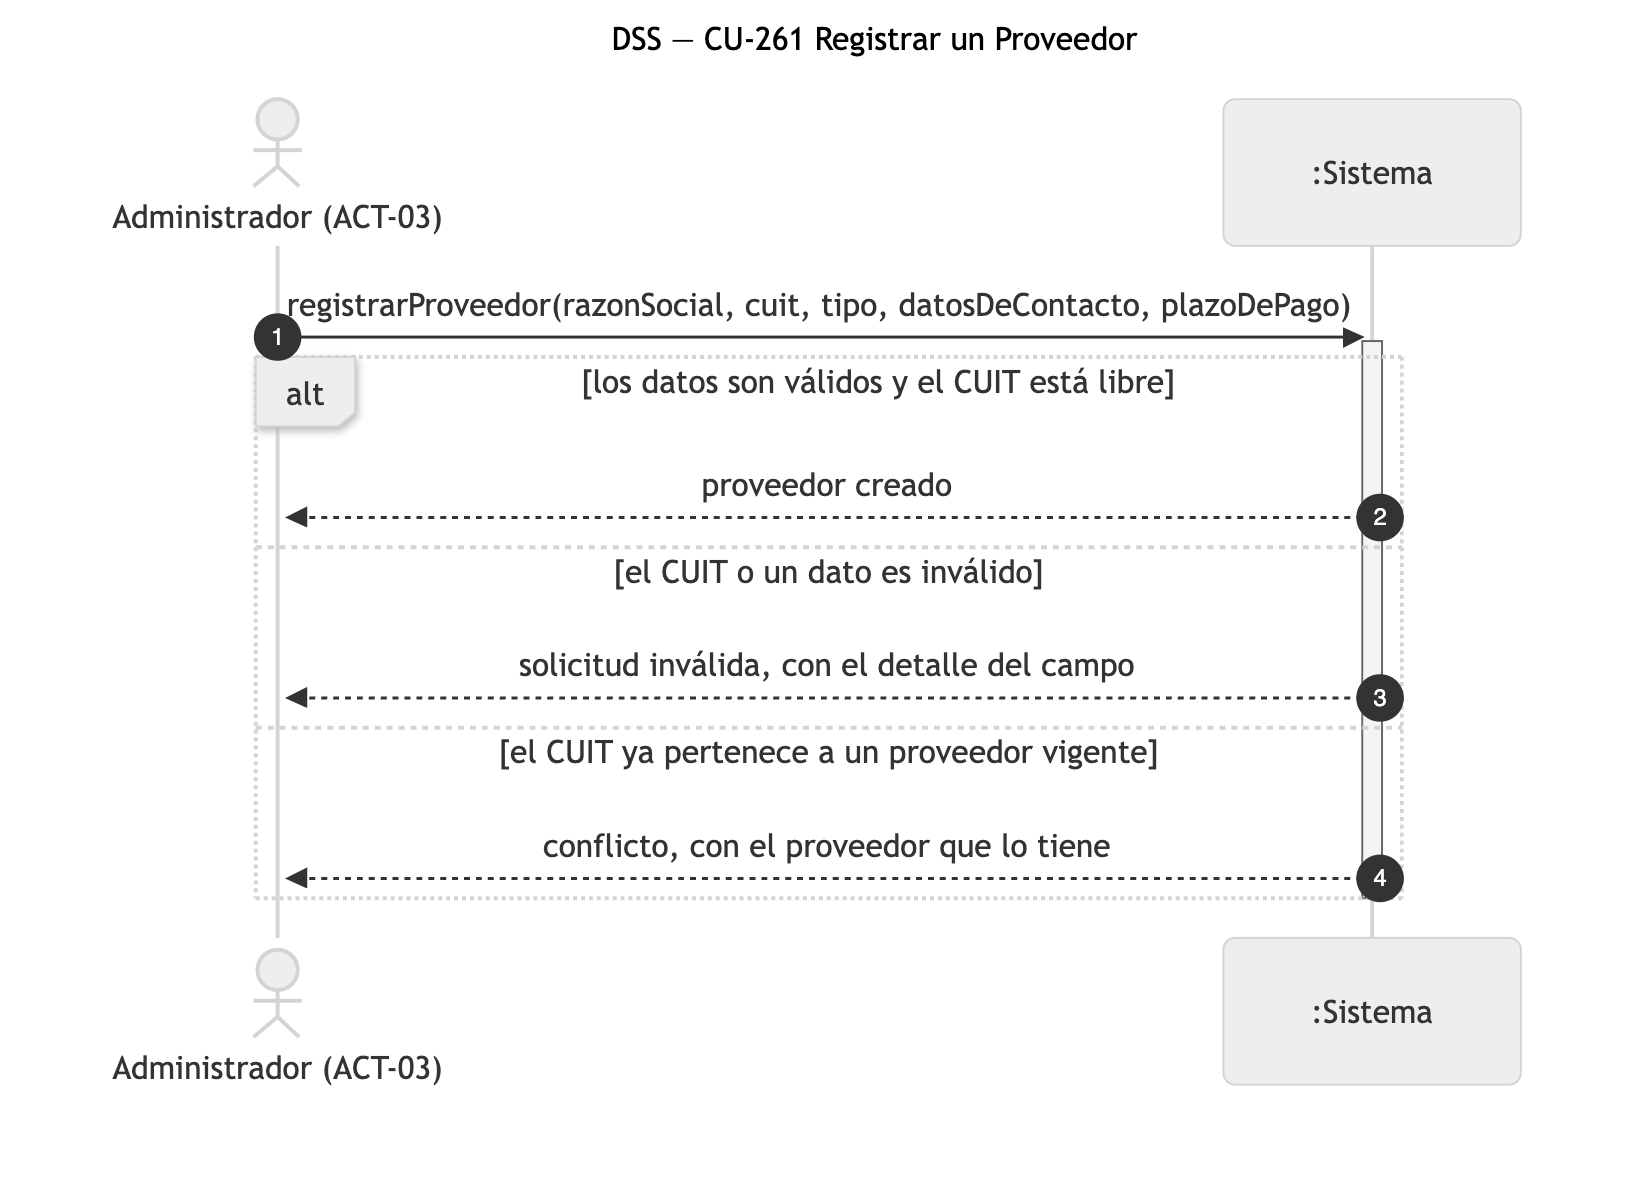 DSS — CU-261 Registrar un Proveedor
Administrador (ACT-03)
:Sistema
registrarProveedor(razonSocial, cuit, tipo, datosDeContacto, plazoDePago)
1
alt
[los datos son válidos y el CUIT está libre]
proveedor creado
2
[el CUIT o un dato es inválido]
solicitud inválida, con el detalle del campo
3
[el CUIT ya pertenece a un proveedor vigente]
conflicto, con el proveedor que lo tiene
4
Administrador (ACT-03)
:Sistema